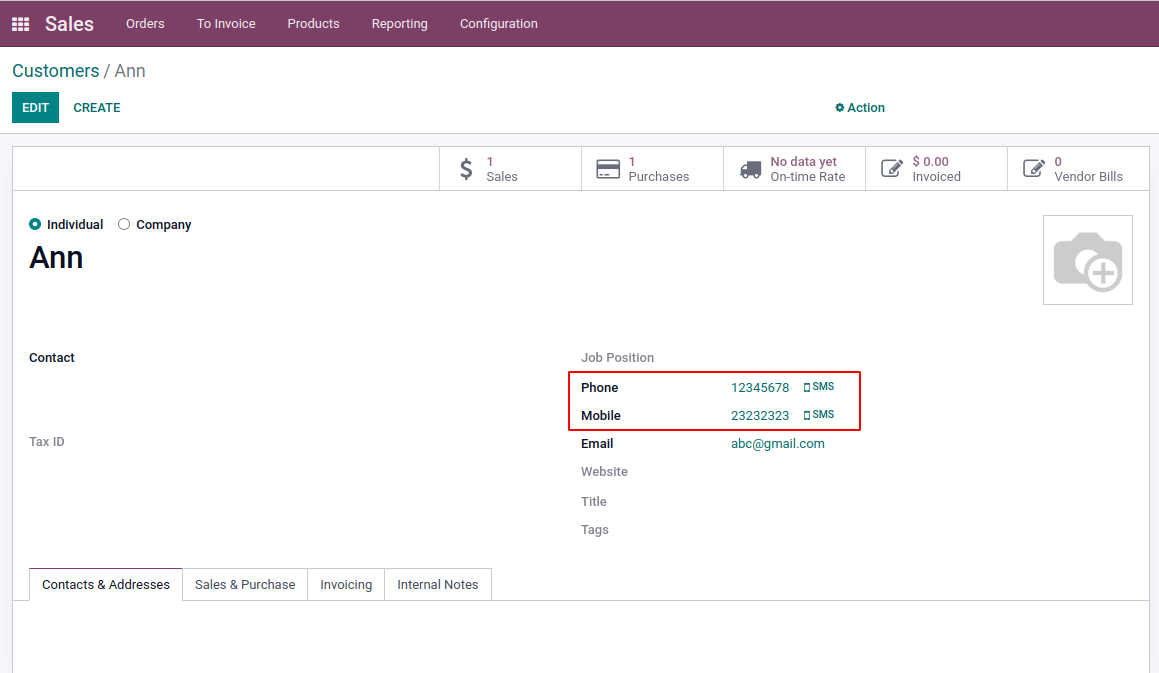 Sales Orders To Invoice Products Reporting Configuration
Customers / Ann
EDIT CREATE Action
1 1 No data yet $ 0.00 0
Sales Purchases On-time Rate Invoiced Vendor Bills
Individual Company
Ann
Contact Job Position
Phone 12345678 SMS
Mobile 23232323 SMS
Tax ID Email abc@gmail.com
Website
Title
Tags
Contacts & Addresses Sales & Purchase Invoicing Internal Notes